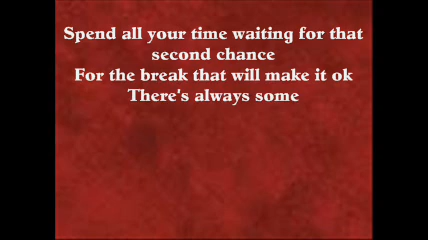 Spend all your time waiting for that
second chance
For the break that will make it ok
There's always some